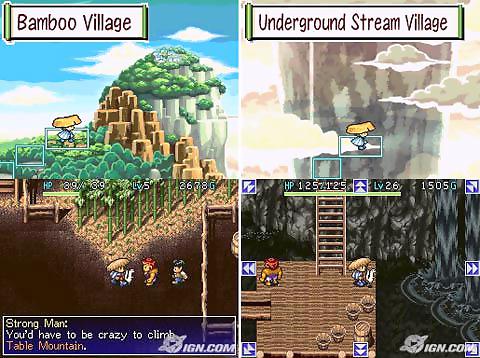 Bamboo Village
Underground Stream Village
HP 39/ 39 Lv5 2678G
HP 125/125 Lv26 1505G
Strong Man:
You'd have to be crazy to climb
Table Mountain.
IGN.COM
IGN.COM